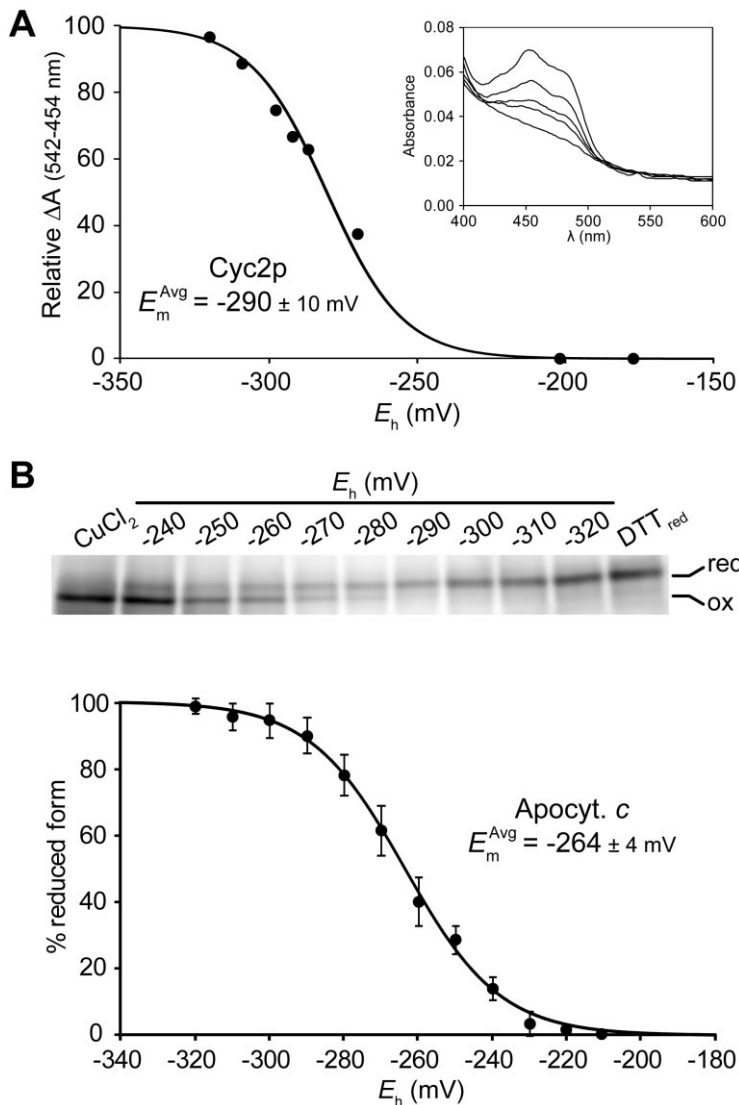 A
Relative ΔA (542-454 nm)
100
80
60
40
20
0
-350
-300
-250
-200
-150
E_h (mV)
Cyc2p
E_m^Avg = -290 ± 10 mV
Absorbance
0.08
0.06
0.04
0.02
0.00
400
450
500
550
600
λ (nm)
B
E_h (mV)
CuCl₂ -240 -250 -260 -270 -280 -290 -300 -310 -320 DTT_red
red
ox
% reduced form
100
80
60
40
20
0
-340
-320
-300
-280
-260
-240
-220
-200
-180
E_h (mV)
Apocyt. c
E_m^Avg = -264 ± 4 mV